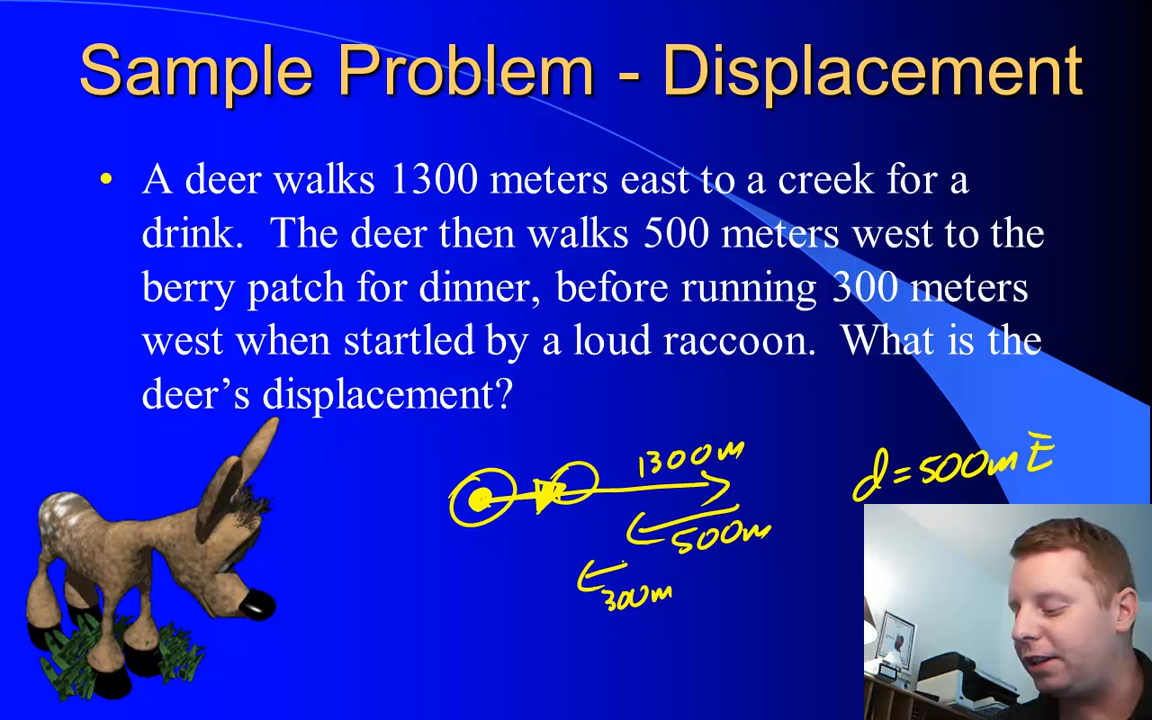 Sample Problem - Displacement
• A deer walks 1300 meters east to a creek for a
drink. The deer then walks 500 meters west to the
berry patch for dinner, before running 300 meters
west when startled by a loud raccoon. What is the
deer's displacement?
1300m
d=500m E
500m
300m